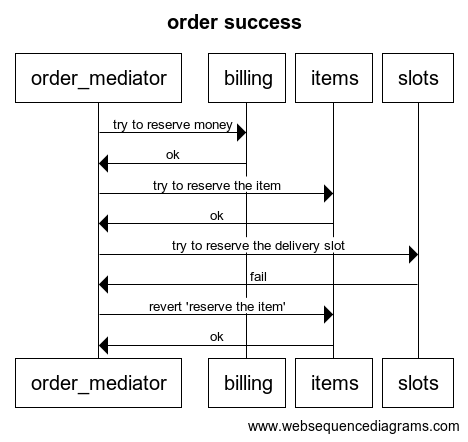 order success
order_mediator billing items slots
try to reserve money
ok
try to reserve the item
ok
try to reserve the delivery slot
fail
revert 'reserve the item'
ok
order_mediator billing items slots
www.websequencediagrams.com